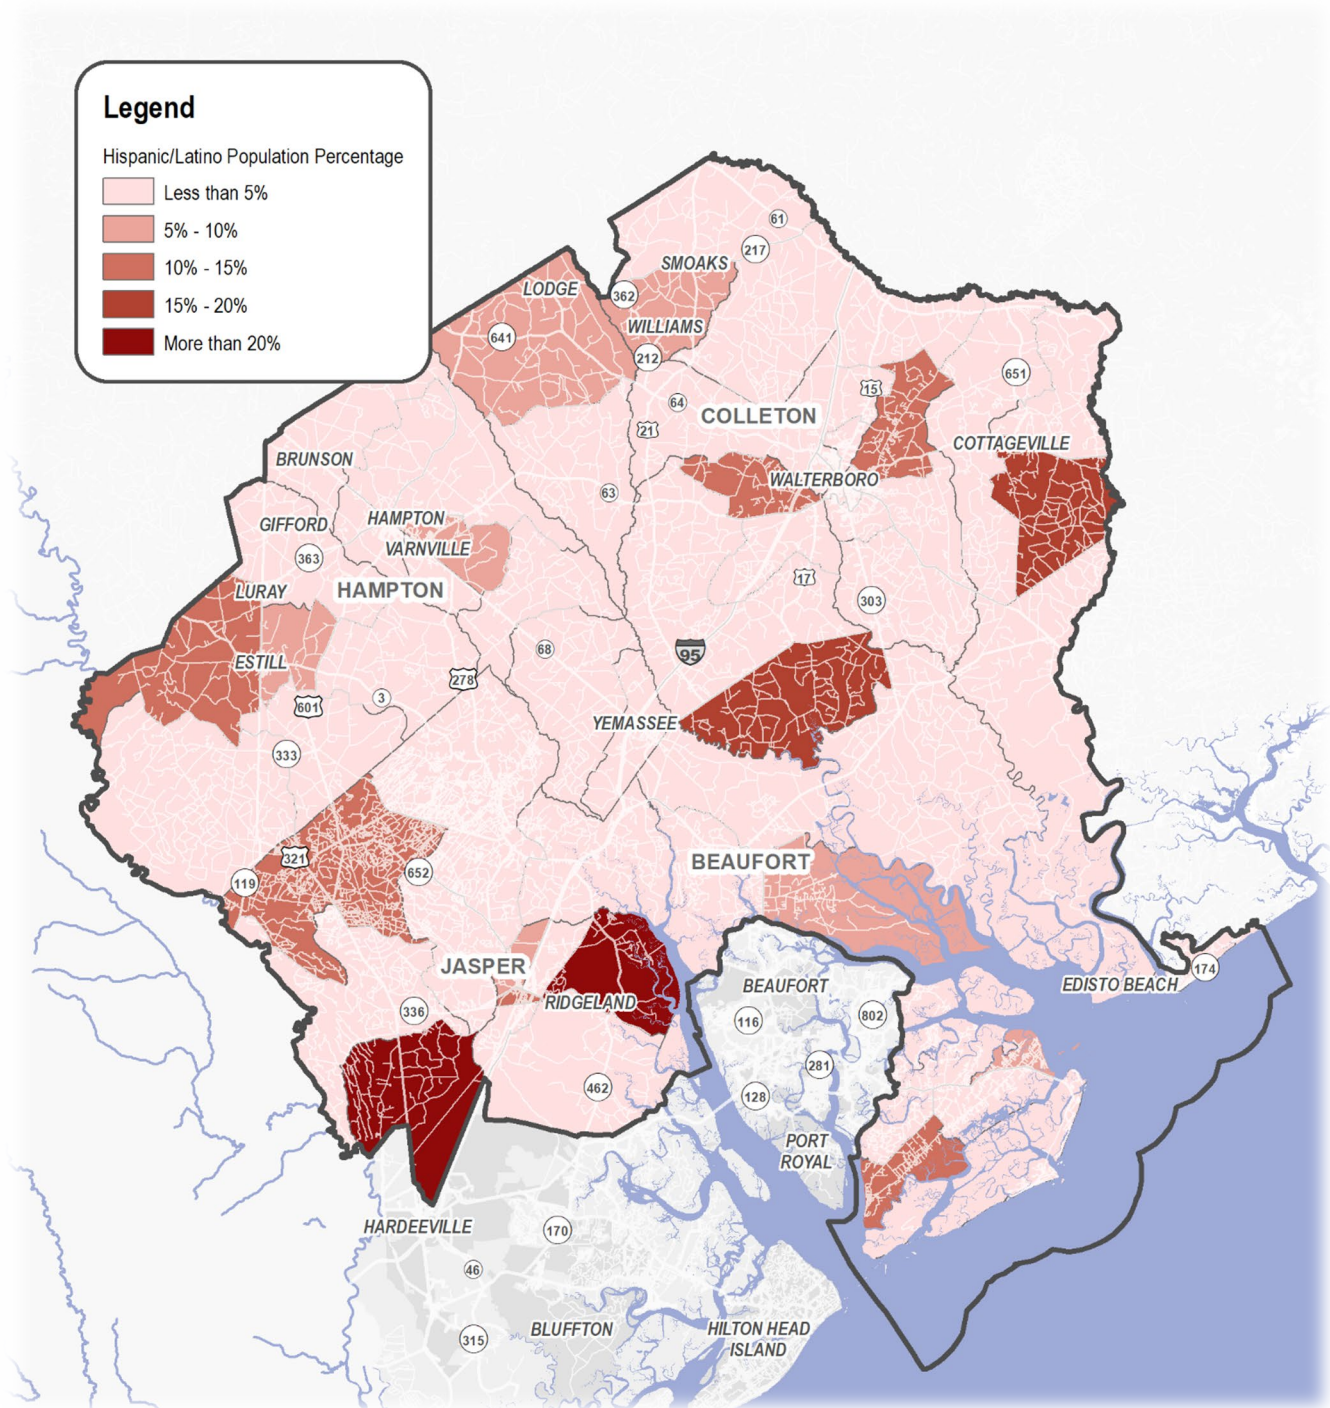 Legend
Hispanic/Latino Population Percentage
Less than 5%
5% - 10%
10% - 15%
15% - 20%
More than 20%
61
217
SMOAKS
LODGE
362
WILLIAMS
641
212
651
15
64
COLLETON
21
COTTAGEVILLE
BRUNSON
WALTERBORO
63
HAMPTON
GIFFORD
VARNVILLE
363
17
LURAY
HAMPTON
303
68
95
ESTILL
278
3
601
YEMASSEE
333
321
BEAUFORT
652
119
JASPER
174
BEAUFORT
EDISTO BEACH
RIDGELAND
336
116
802
281
462
128
PORT
ROYAL
HARDEEVILLE
170
46
BLUFFTON
HILTON HEAD
ISLAND
315